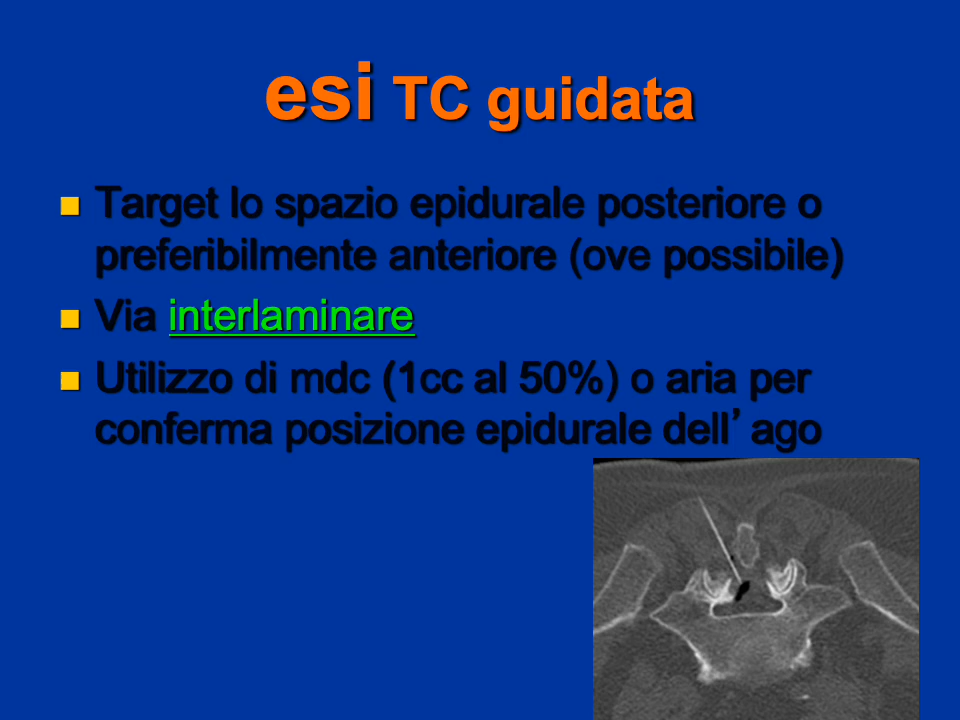 esi TC guidata
Target lo spazio epidurale posteriore o
preferibilmente anteriore (ove possibile)
Via interlaminare
Utilizzo di mdc (1cc al 50%) o aria per
conferma posizione epidurale dell’ ago